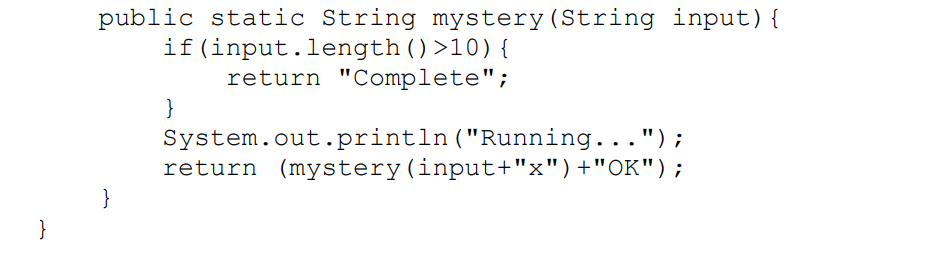 public static String mystery(String input){
if(input.length()>10){
return "Complete";
}
System.out.println("Running...");
return (mystery(input+"x")+"OK");
}
}